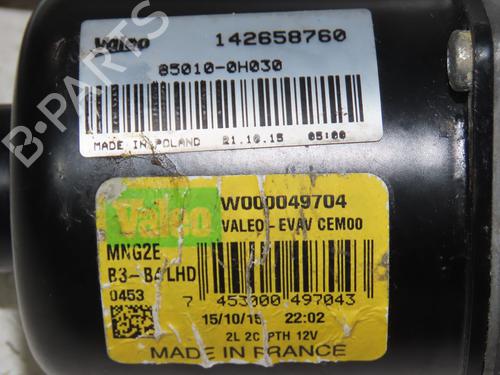 Valeo 142658760
85010-0H030
MADE IN POLAND 21.10.15 05:00
Valeo W000049704
VALEO-EVAV CEM00
MNG2E
B3-B4 LHD
0453
7 453000 497043
15/10/15 22:02
2L 2C PTH 12V
MADE IN FRANCE
B-Parts